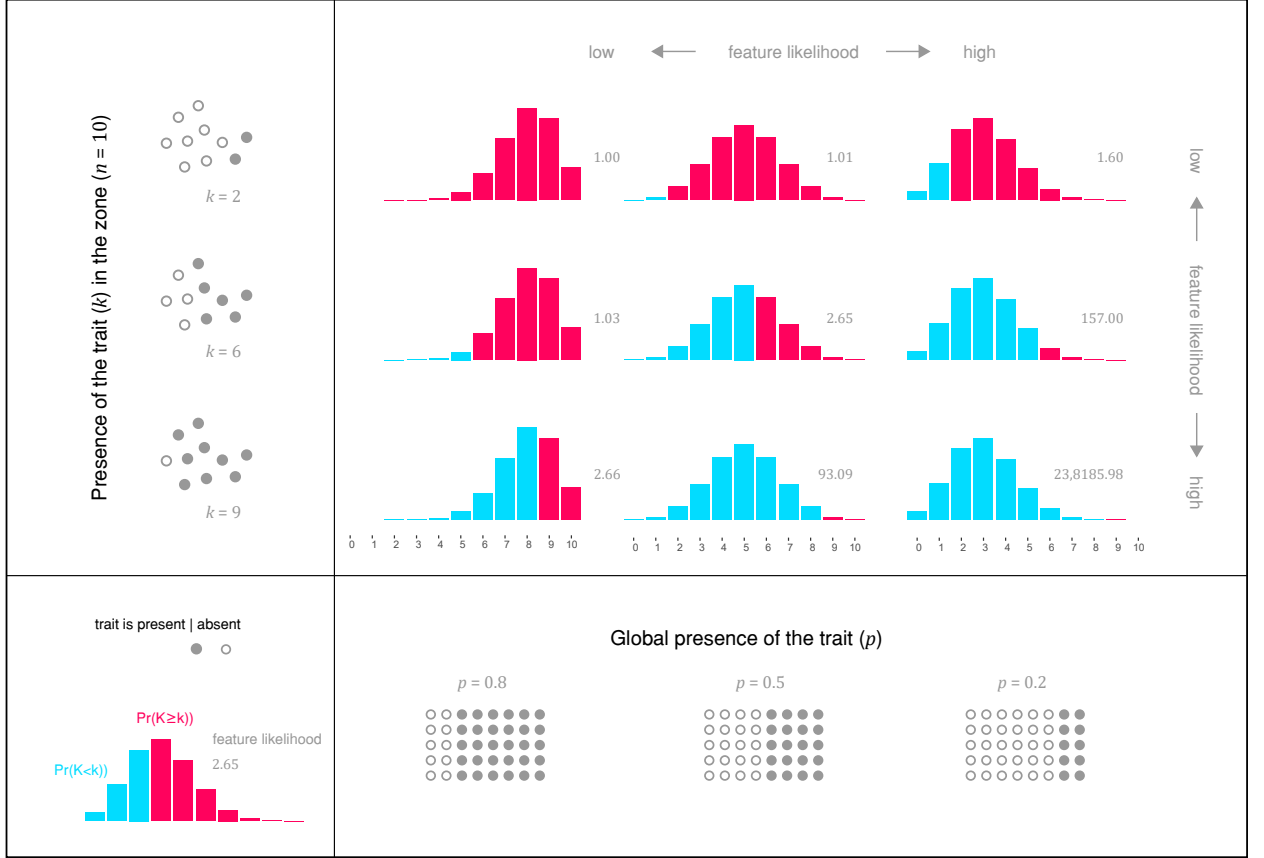 Presence of the trait (k) in the zone (n = 10)
k = 2
k = 6
k = 9
low feature likelihood high
1.00 1.01 1.60
1.03 2.65 157.00
2.66 93.09 23,8185.98
low feature likelihood high
0 1 2 3 4 5 6 7 8 9 10 0 1 2 3 4 5 6 7 8 9 10 0 1 2 3 4 5 6 7 8 9 10
trait is present | absent
Pr(K≥k))
feature likelihood
2.65
Pr(K<k))
Global presence of the trait (p)
p = 0.8 p = 0.5 p = 0.2